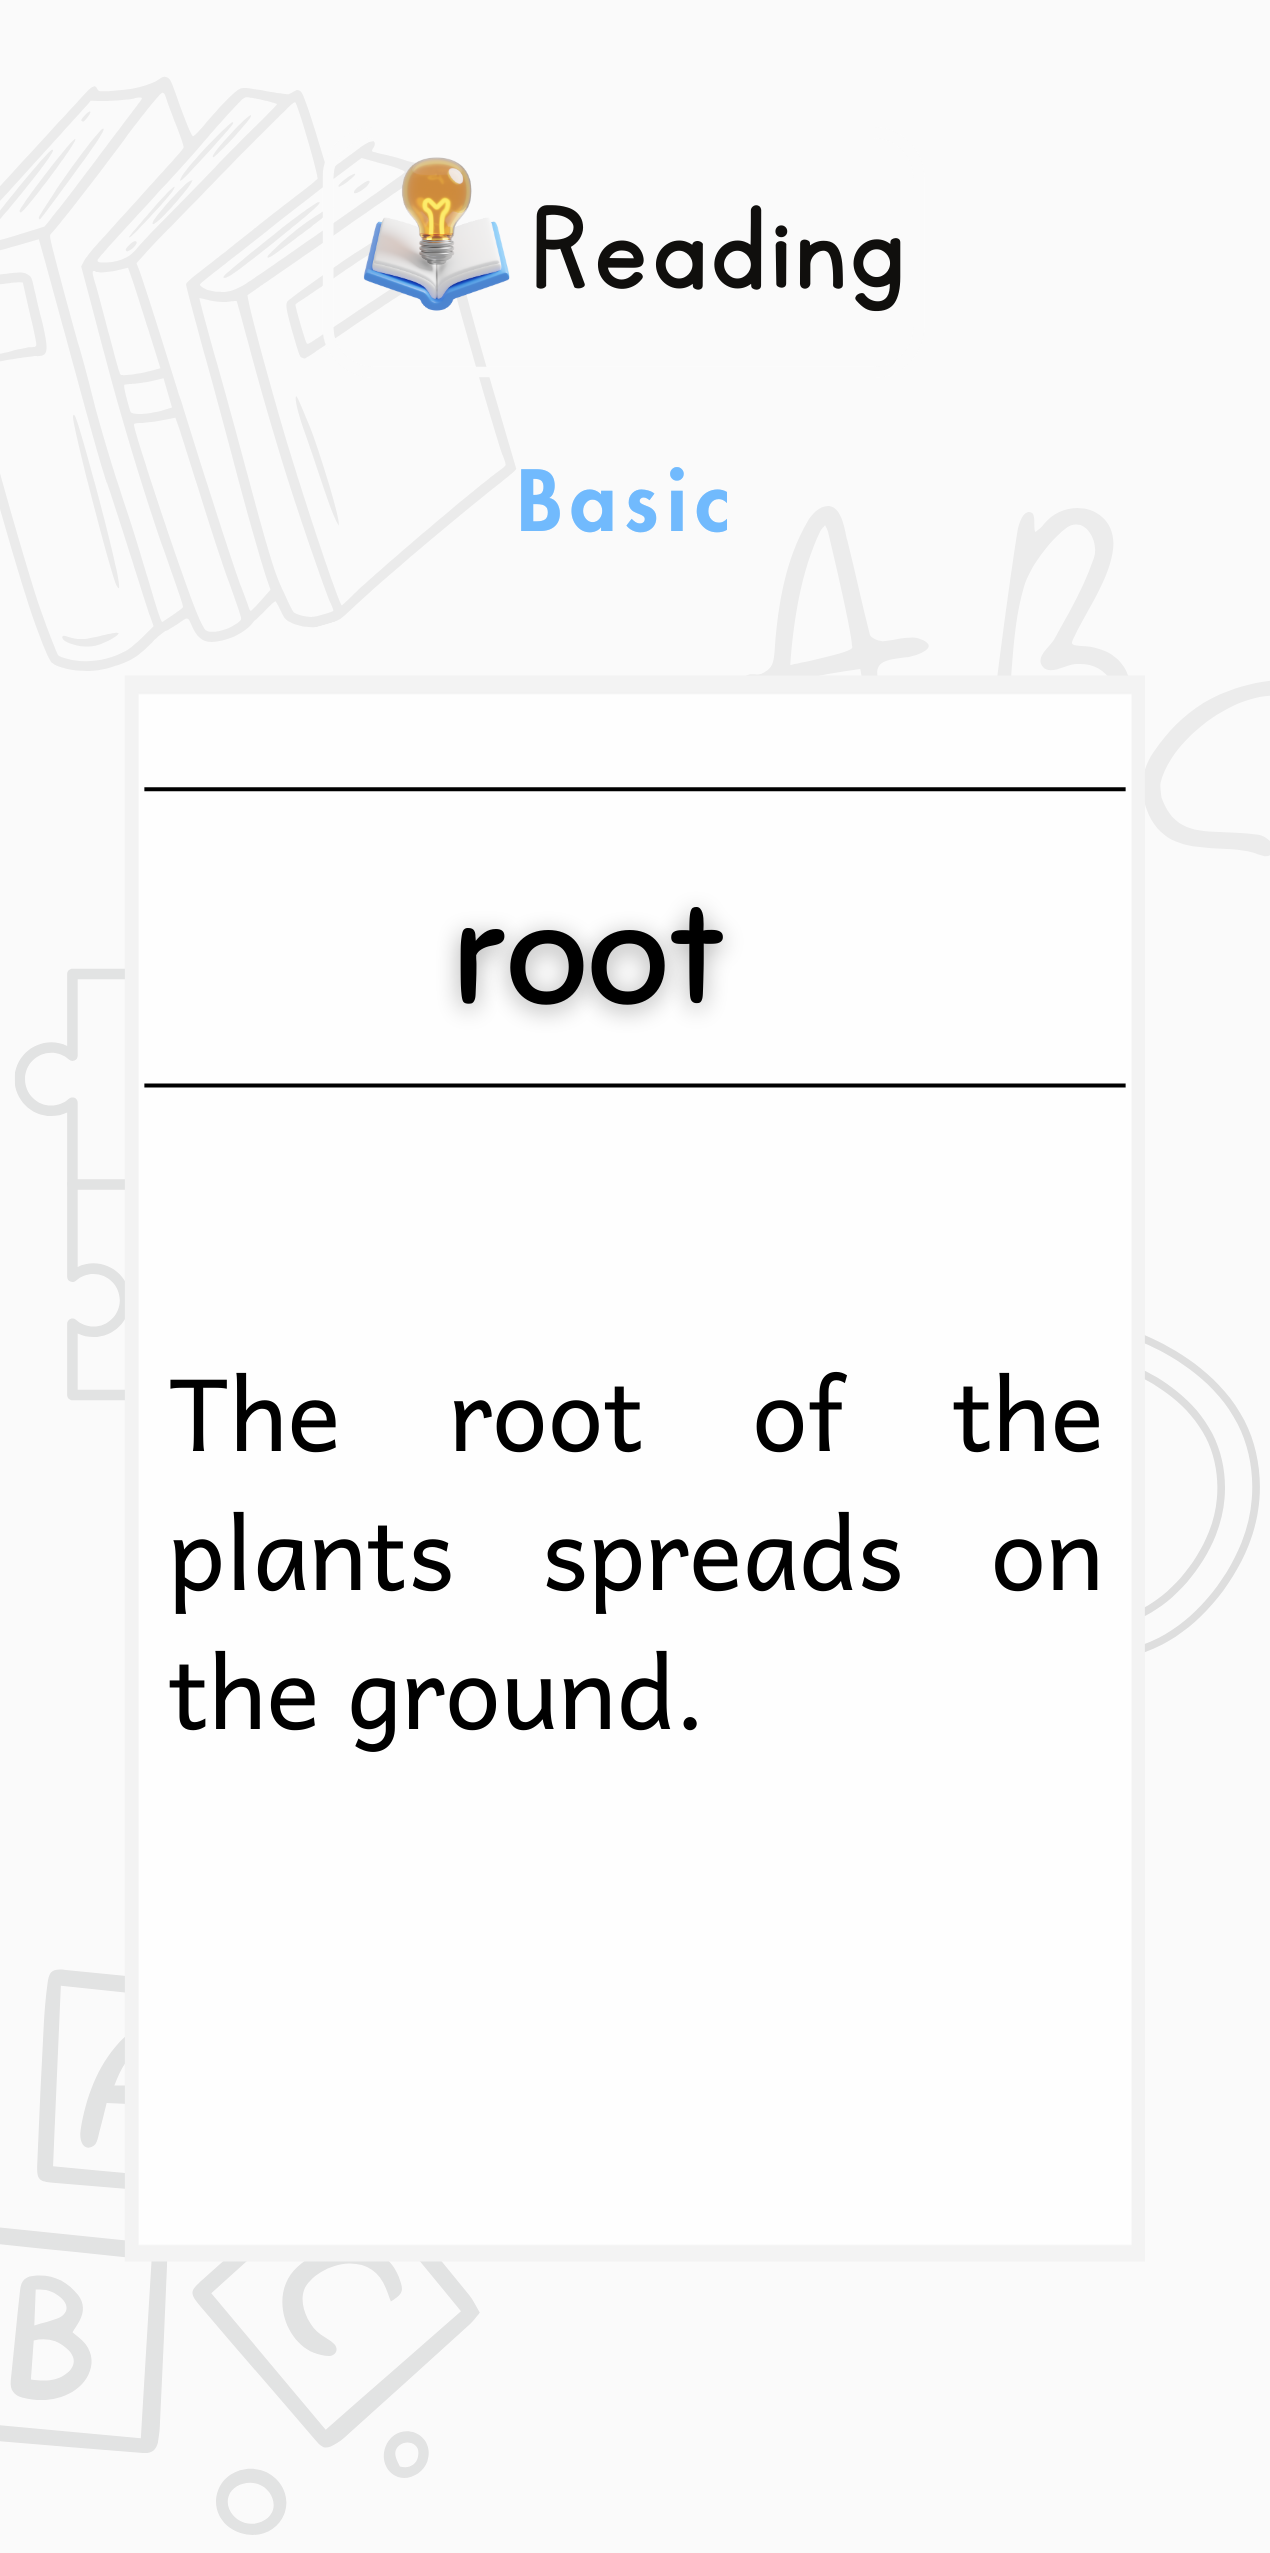 Reading
Basic
A B
C
root
The root of the
plants spreads on
the ground.
A
B
C